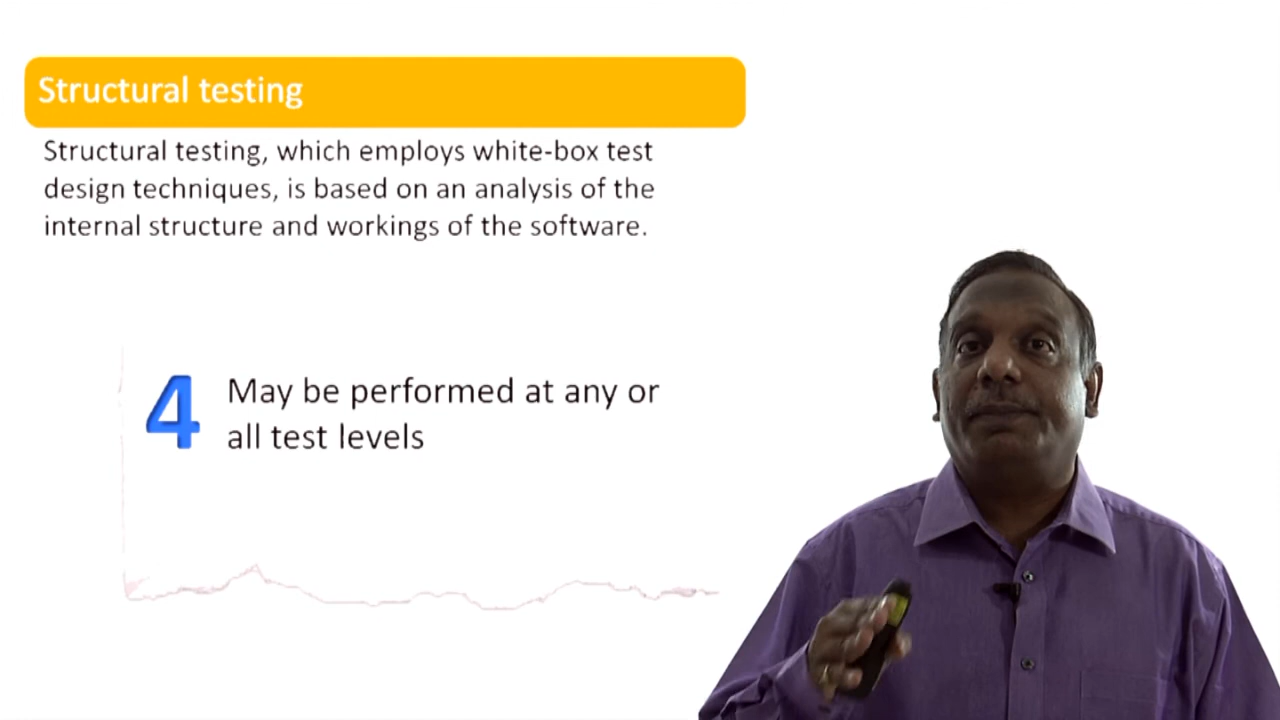 Structural testing
Structural testing, which employs white-box test
design techniques, is based on an analysis of the
internal structure and workings of the software.
4
May be performed at any or
all test levels